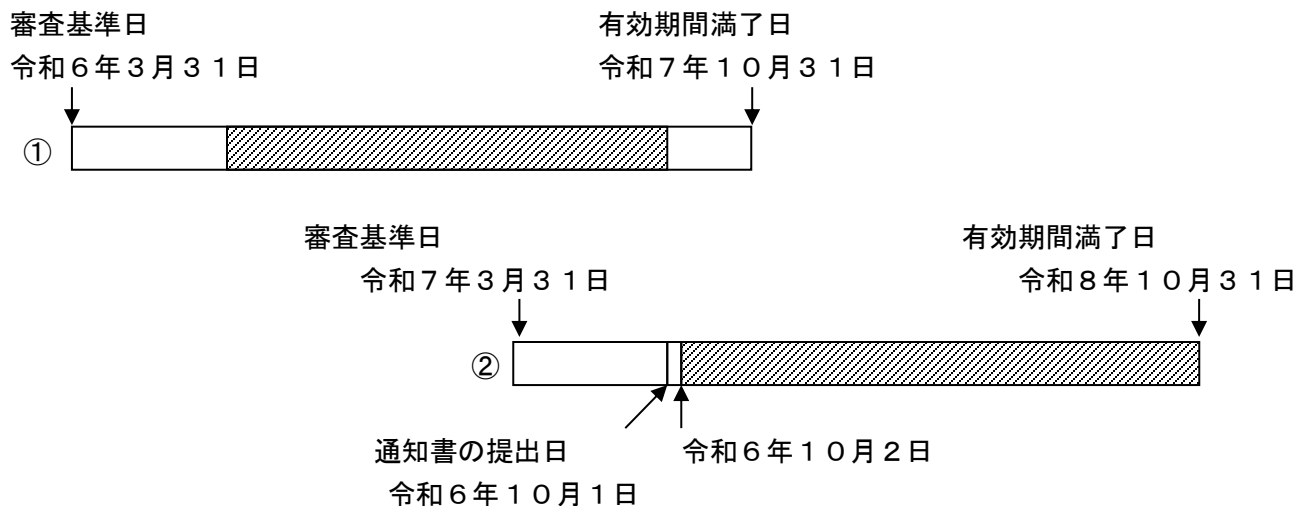 審査基準日 有効期間満了日
令和6年3月31日 令和7年10月31日
①
審査基準日 有効期間満了日
令和7年3月31日 令和8年10月31日
②
通知書の提出日 令和6年10月2日
令和6年10月1日